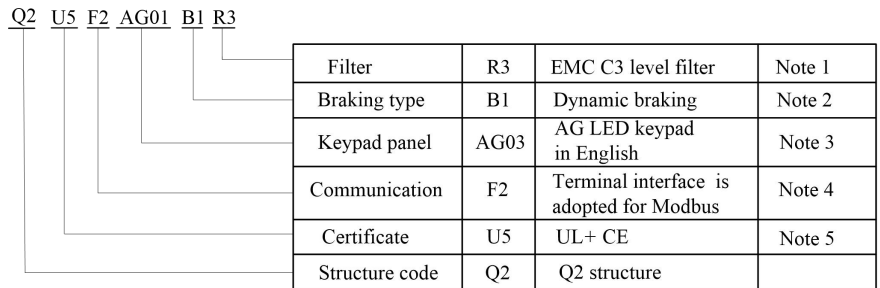 Q2 U5 F2 AG01 B1 R3
Filter R3 EMC C3 level filter Note 1
Braking type B1 Dynamic braking Note 2
Keypad panel AG03 AG LED keypad in English Note 3
Communication F2 Terminal interface is adopted for Modbus Note 4
Certificate U5 UL+ CE Note 5
Structure code Q2 Q2 structure